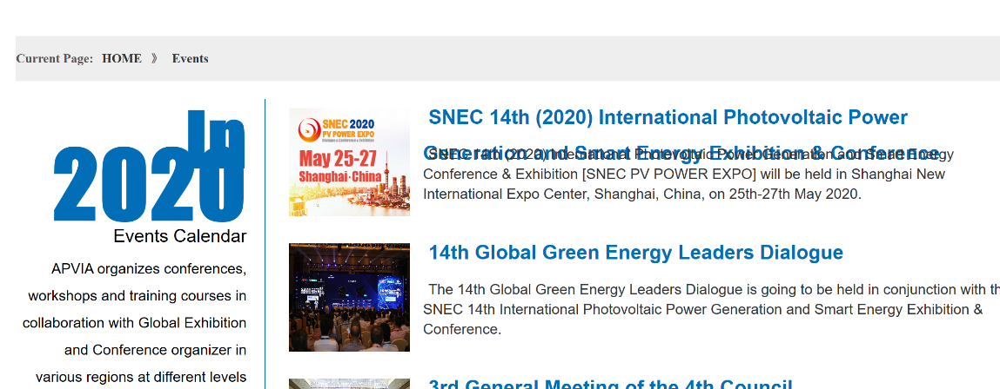 Current Page: HOME 》 Events
In
2020
Events Calendar
APVIA organizes conferences,
workshops and training courses in
collaboration with Global Exhibition
and Conference organizer in
various regions at different levels
SNEC 2020
PV POWER EXPO
May 25-27
Shanghai·China
SNEC 14th (2020) International Photovoltaic Power
Generation and Smart Energy Exhibition & Conference
SNEC 14th (2020) International Photovoltaic Power Generation and Smart Energy
Conference & Exhibition [SNEC PV POWER EXPO] will be held in Shanghai New
International Expo Center, Shanghai, China, on 25th-27th May 2020.
14th Global Green Energy Leaders Dialogue
The 14th Global Green Energy Leaders Dialogue is going to be held in conjunction with th
SNEC 14th International Photovoltaic Power Generation and Smart Energy Exhibition &
Conference.
3rd General Meeting of the 4th Council